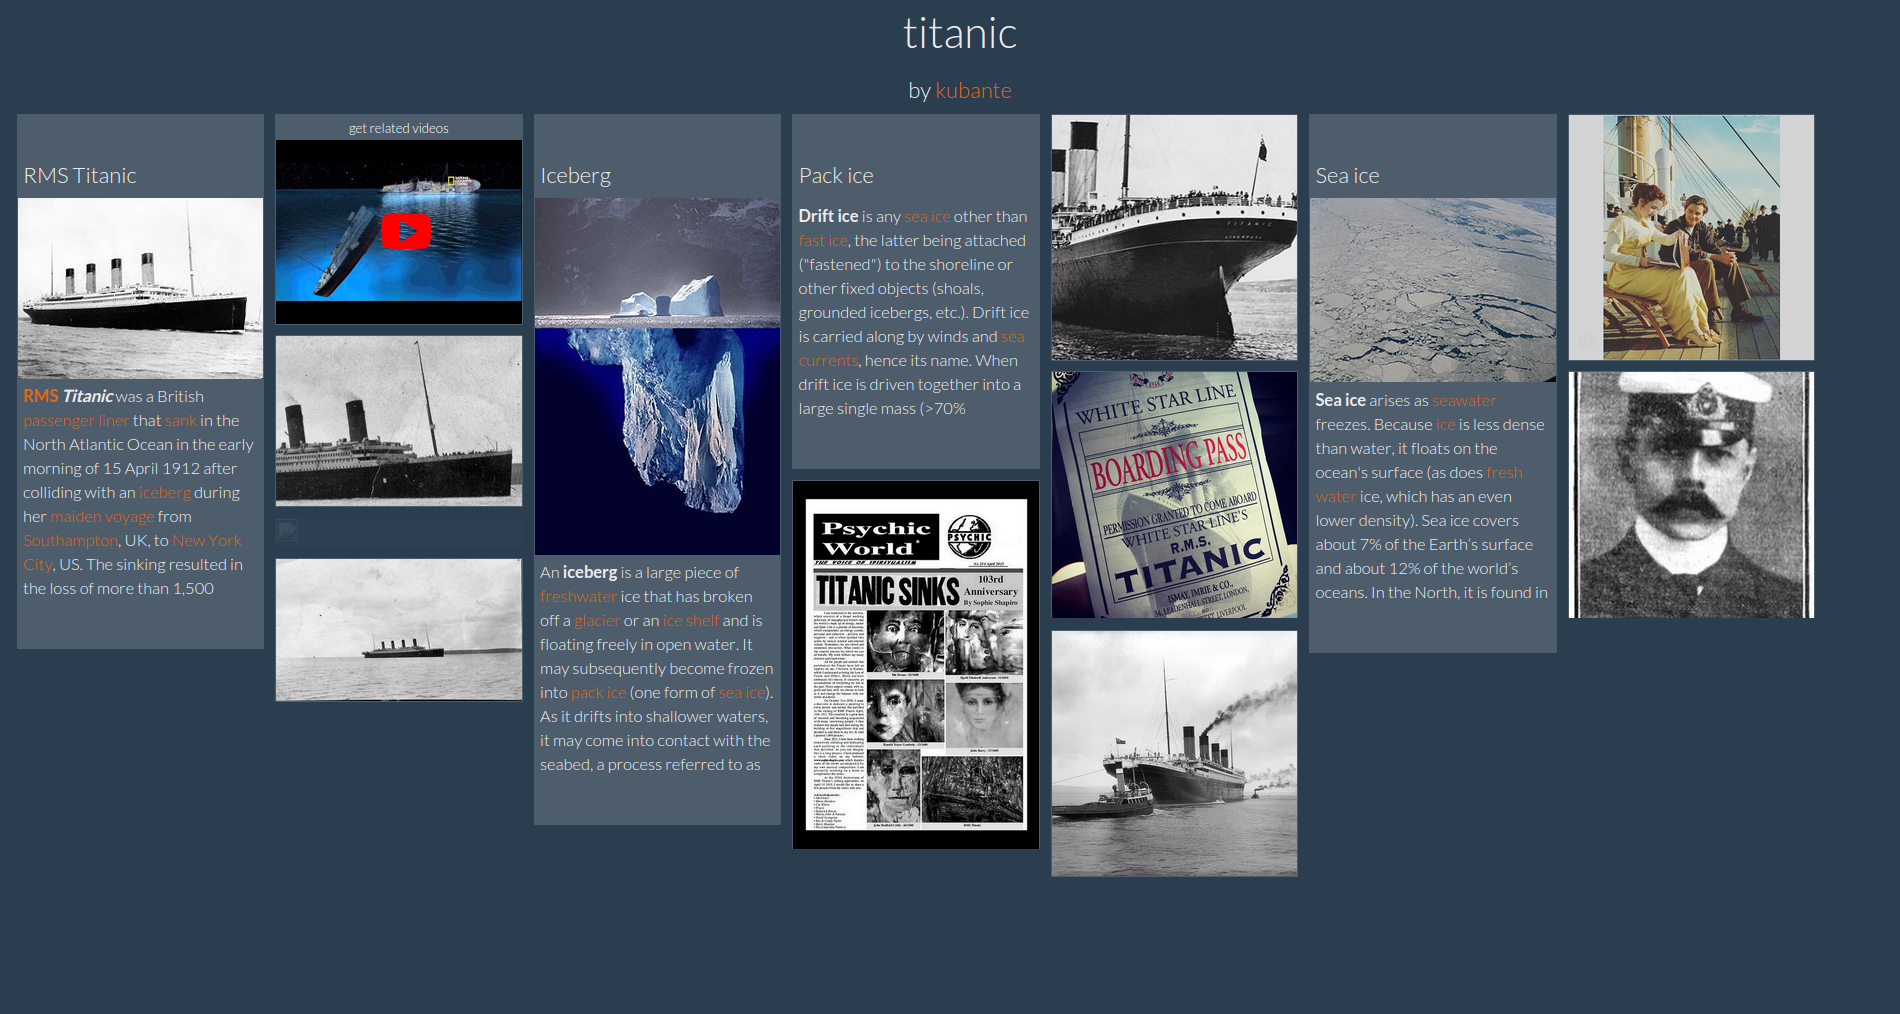 titanic
by kubante
RMS Titanic
RMS Titanic was a British
passenger liner that sank in the
North Atlantic Ocean in the early
morning of 15 April 1912 after
colliding with an iceberg during
her maiden voyage from
Southampton, UK, to New York
City, US. The sinking resulted in
the loss of more than 1,500
get related videos
Iceberg
An iceberg is a large piece of
freshwater ice that has broken
off a glacier or an ice shelf and is
floating freely in open water. It
may subsequently become frozen
into pack ice (one form of sea ice).
As it drifts into shallower waters,
it may come into contact with the
seabed, a process referred to as
Pack ice
Drift ice is any sea ice other than
fast ice, the latter being attached
("fastened") to the shoreline or
other fixed objects (shoals,
grounded icebergs, etc.). Drift ice
is carried along by winds and sea
currents, hence its name. When
drift ice is driven together into a
large single mass (>70%
Psychic
World
PSYCHIC
THE VOICE OF SPIRITUALISM
TITANIC SINKS
103rd
Anniversary
By Sophie Shapiro
TITANIC
LIVERPOOL
WHITE STAR LINE
BOARDING PASS
PERMISSION GRANTED TO COME ABOARD
WHITE STAR LINE'S
R.M.S.
TITANIC
ISMAY, IMRIE & CO.,
34, LEADENHALL STREET, LONDON,
LIVERPOOL
Sea ice
Sea ice arises as seawater
freezes. Because ice is less dense
than water, it floats on the
ocean's surface (as does fresh
water ice, which has an even
lower density). Sea ice covers
about 7% of the Earth's surface
and about 12% of the world's
oceans. In the North, it is found in